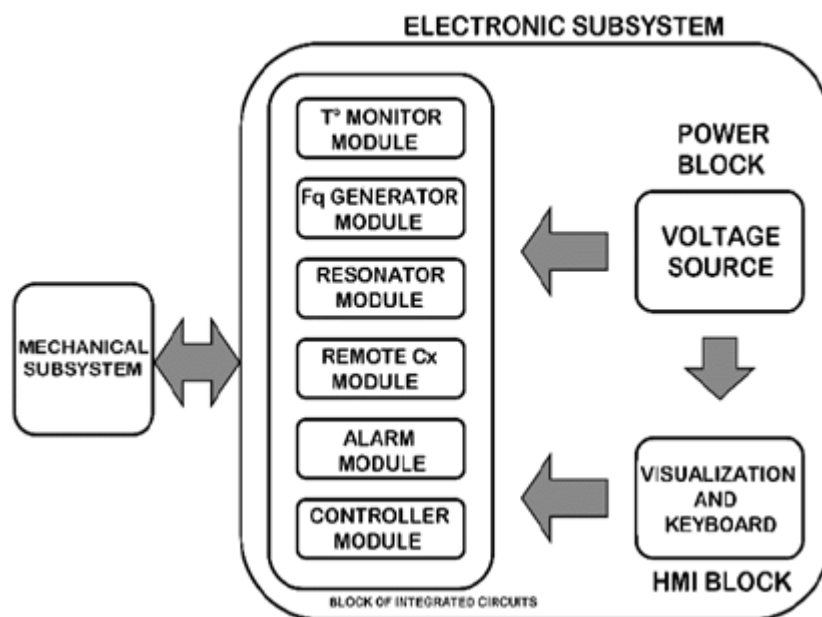 ELECTRONIC SUBSYSTEM
T° MONITOR
MODULE
Fq GENERATOR
MODULE
RESONATOR
MODULE
REMOTE Cx
MODULE
ALARM
MODULE
CONTROLLER
MODULE
BLOCK OF INTEGRATED CIRCUITS
MECHANICAL
SUBSYSTEM
POWER
BLOCK
VOLTAGE
SOURCE
VISUALIZATION
AND
KEYBOARD
HMI BLOCK